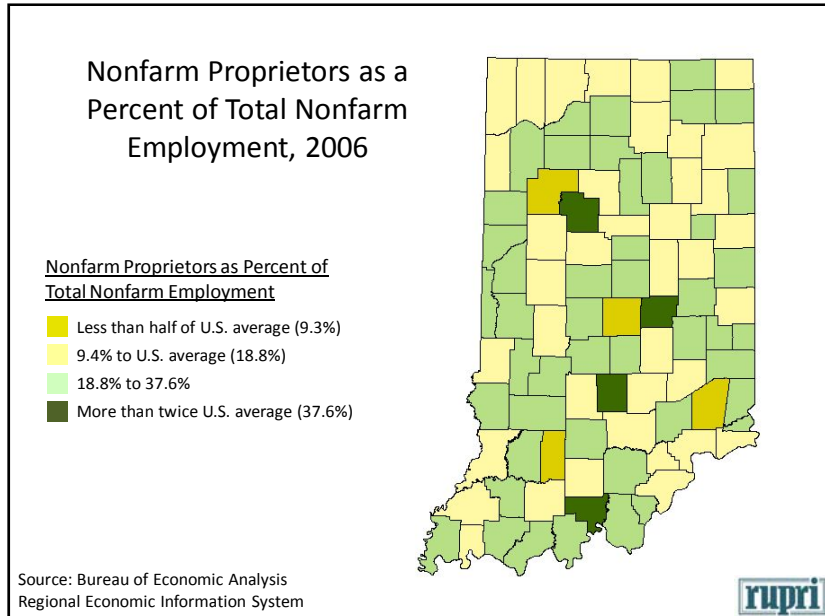 Nonfarm Proprietors as a
Percent of Total Nonfarm
Employment, 2006
Nonfarm Proprietors as Percent of
Total Nonfarm Employment
Less than half of U.S. average (9.3%)
9.4% to U.S. average (18.8%)
18.8% to 37.6%
More than twice U.S. average (37.6%)
Source: Bureau of Economic Analysis
Regional Economic Information System
rupri